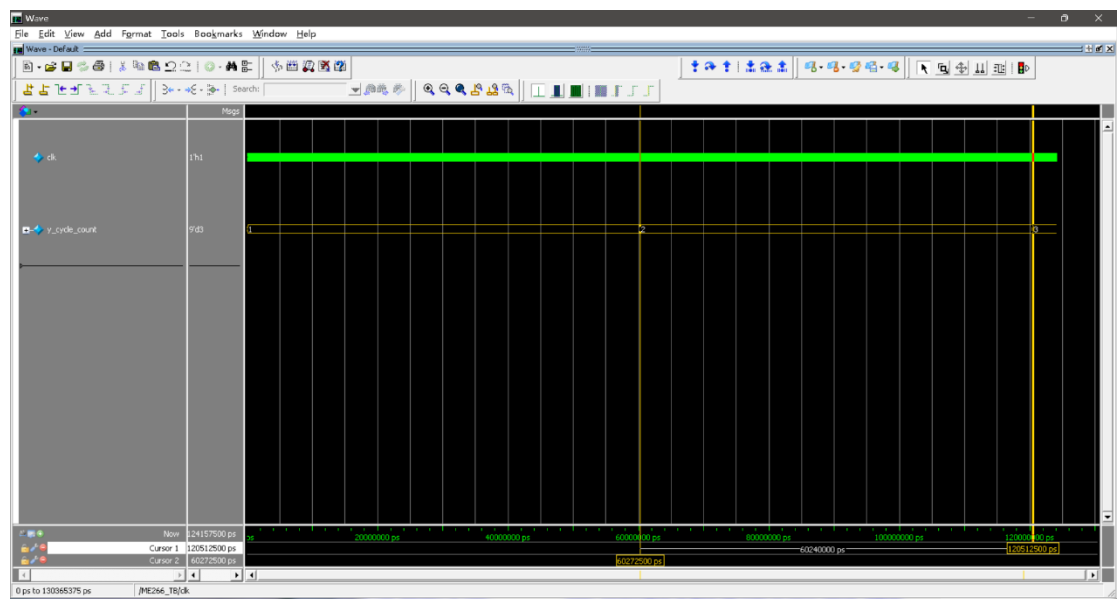 Wave
File Edit View Add Format Tools Bookmarks Window Help
Wave - Default
Search:
Msgs
clk 1'h1
y_cycle_count 9'd3 1 2 3
Now 124157500 ps ps 20000000 ps 40000000 ps 60000000 ps 80000000 ps 100000000 ps 120000000 ps
Cursor 1 120512500 ps 60240000 ps 120512500 ps
Cursor 2 60272500 ps 60272500 ps
0 ps to 130365375 ps /ME266_TB/clk